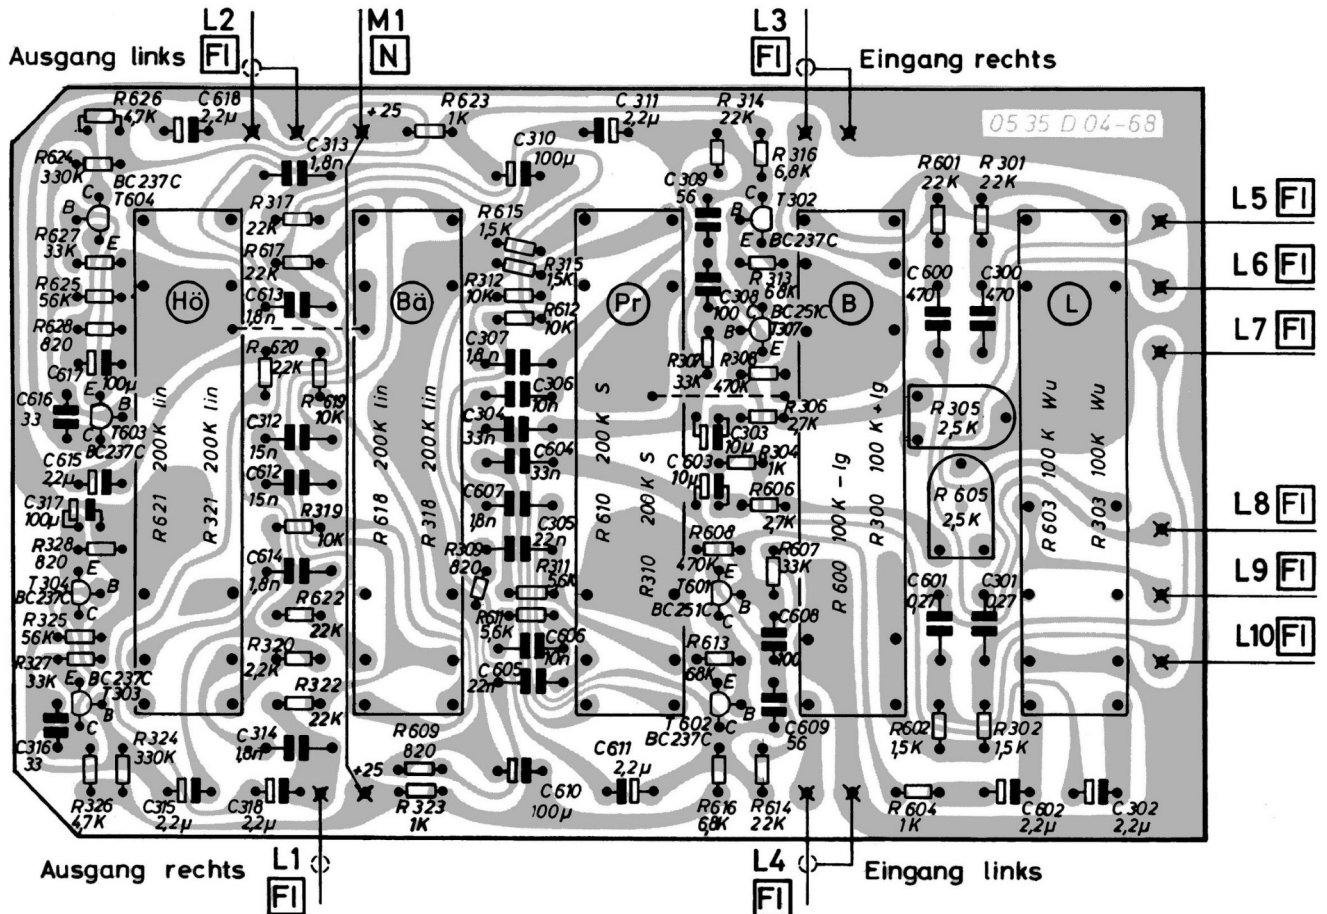 L2
M1
L3
Ausgang links
FI
N
FI
Eingang rechts
R626
4,7K
C618
2,2µ
+25
R623
1K
C311
2,2µ
R314
22K
0535 D 04-68
R624
330K
C313
1,8n
C310
100µ
R316
6,8K
R601
22K
R301
22K
BC237C
T604
C
B
E
C309
56
C
T302
B
E
BC237C
R317
22K
R615
1,5K
L5 FI
R627
33K
R617
22K
R315
1,5K
R313
68K
L6 FI
R625
56K
C613
1,8n
R312
10K
C308
100
C600
470
C300
470
Hö
Bä
Pr
B
L
R628
820
R612
10K
BC251C
T307
C
B
E
L7 FI
C617
100µ
R620
2,2K
C307
1,8n
R307
33K
R308
470K
C616
33
E
B
C
T603
BC237C
R619
10K
C306
10n
R306
2,7K
R305
2,5K
C312
15n
C304
33n
C303
10µ
C615
22µ
C612
15n
C604
33n
C603
10µ
R304
1K
R605
2,5K
C317
100µ
R319
10K
C607
1,8n
R606
2,7K
L8 FI
R621
200K lin
R321
200K lin
R618
200K lin
R318
200K lin
R610
200K S
R310
200K S
R600
100K -lg
R300
100K +lg
R603
100K Wu
R303
100K Wu
R328
820
C305
22n
R608
470K
R607
33K
T304
BC237C
E
B
C
C614
1,8n
R309
820
R311
5,6K
T601
BC251C
E
B
C
C601
0,27
C301
0,27
L9 FI
R325
56K
R622
22K
R611
5,6K
C606
10n
C608
100
L10 FI
R327
33K
R320
2,2K
C605
22n
R613
68K
E
BC237C
T303
B
C
R322
22K
E
B
C
T602
BC237C
C609
56
R602
1,5K
R302
1,5K
C316
33
R324
330K
C314
1,8n
R609
820
C611
2,2µ
+25
R326
4,7K
C315
2,2µ
C318
2,2µ
R323
1K
C610
100µ
R616
6,8K
R614
22K
R604
1K
C602
2,2µ
C302
2,2µ
Ausgang rechts
L1
FI
L4
FI
Eingang links